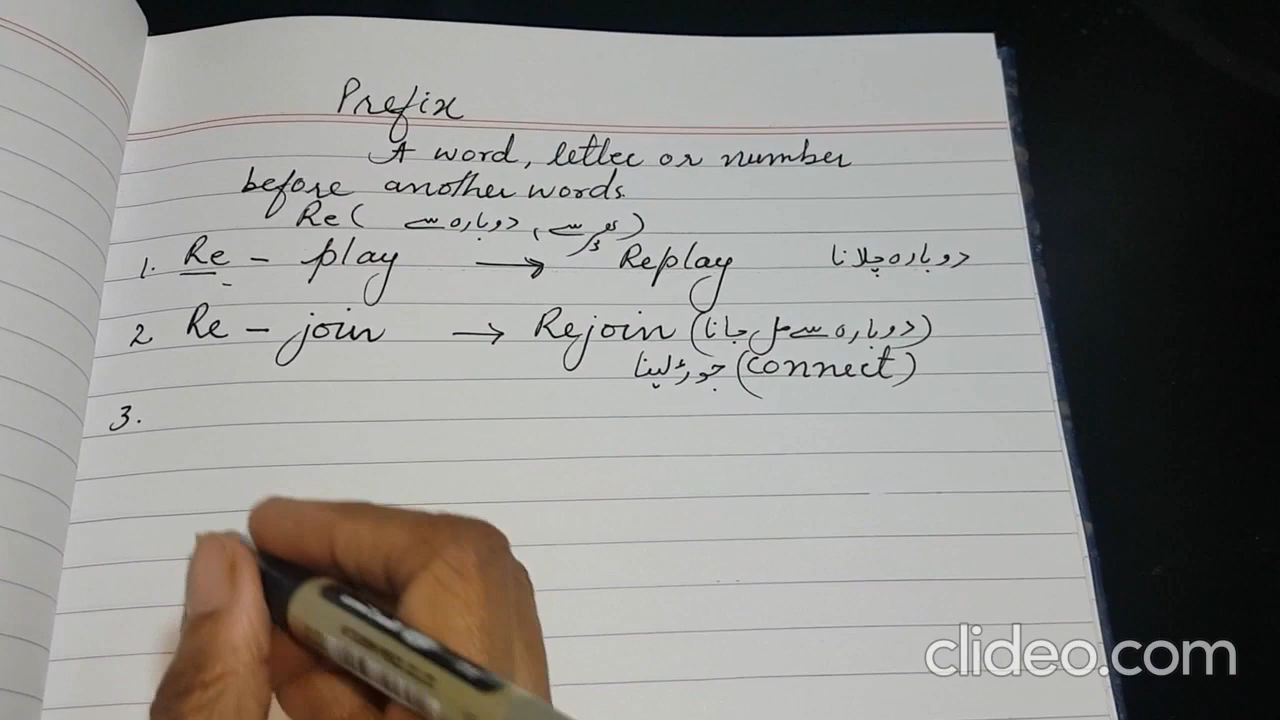 Prefix
A word, letter or number
before another words.
Re ( دوبارہ سے , پھر سے )
1. Re - play → Replay دوبارہ چلانا
2. Re - join → Rejoin (دوبارہ سے مل جانا)
جوڑ لینا (connect)
3.
clideo.com